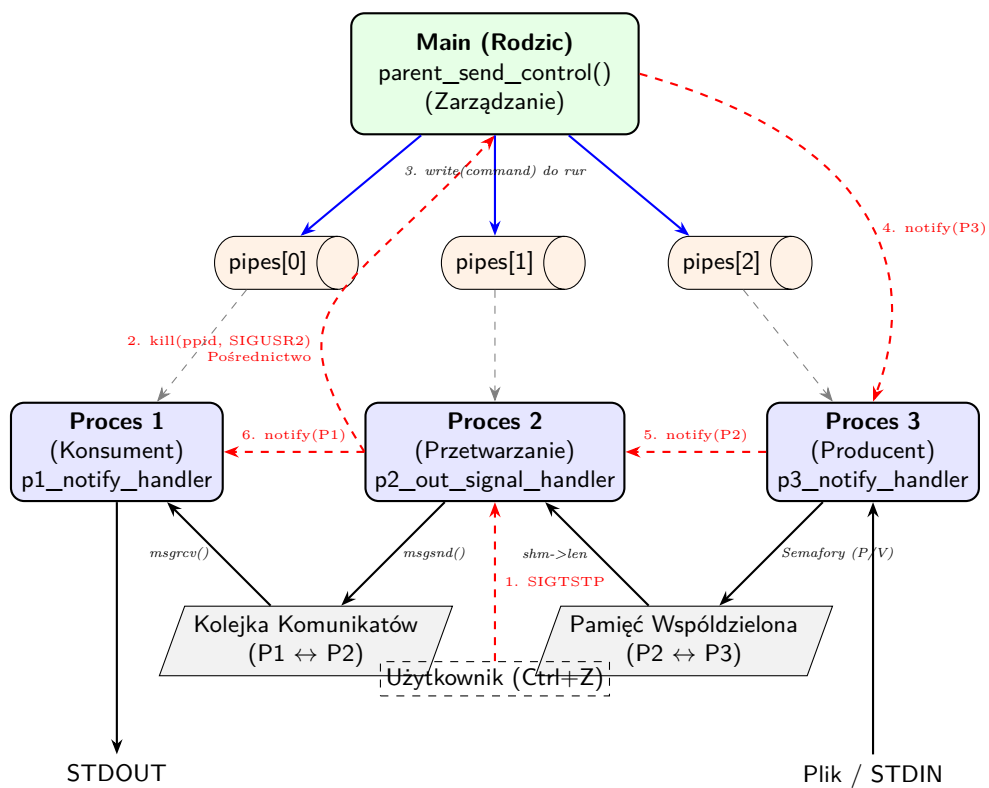 Main (Rodzic)
parent_send_control()
(Zarządzanie)
3. write(command) do rur
4. notify(P3)
pipes[0]
pipes[1]
pipes[2]
2. kill(ppid, SIGUSR2)
Pośrednictwo
Proces 1
(Konsument)
p1_notify_handler
6. notify(P1)
Proces 2
(Przetwarzanie)
p2_out_signal_handler
5. notify(P2)
Proces 3
(Producent)
p3_notify_handler
msgrcv()
msgsnd()
shm->len
Semafory (P/V)
1. SIGTSTP
Kolejka Komunikatów
(P1 ↔ P2)
Pamięć Współdzielona
(P2 ↔ P3)
Użytkownik (Ctrl+Z)
STDOUT
Plik / STDIN